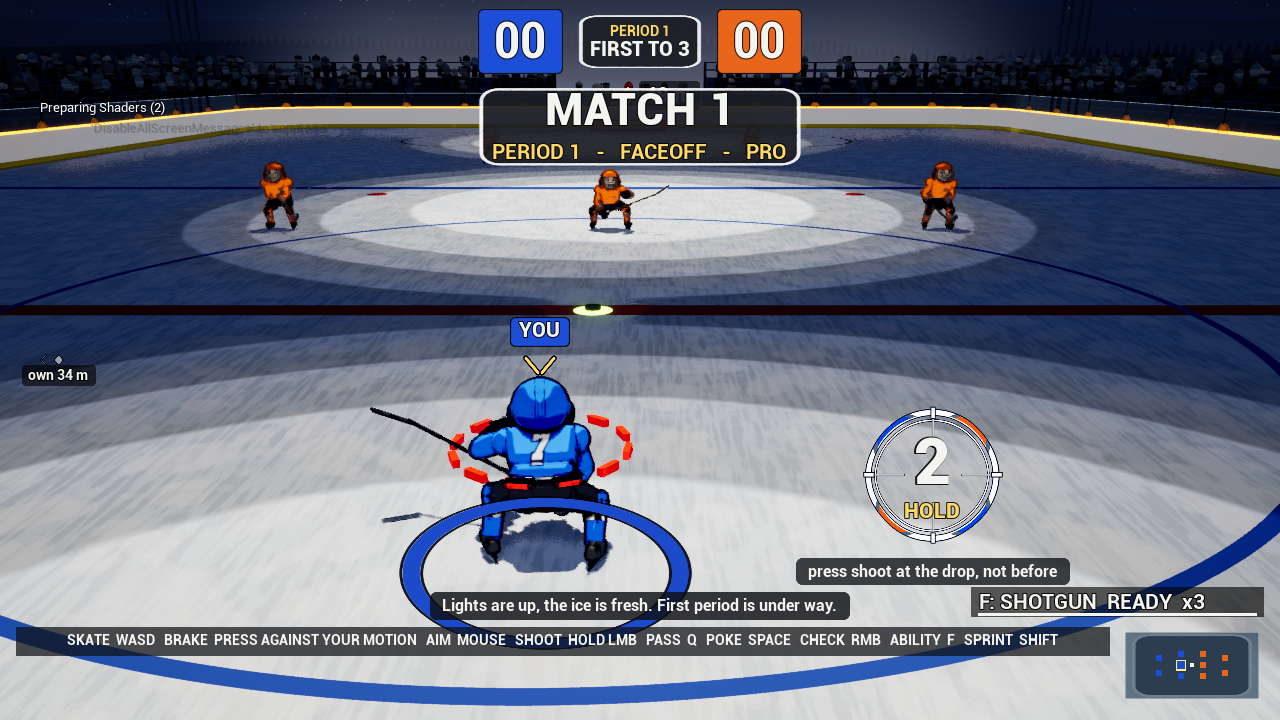 00
PERIOD 1
FIRST TO 3
00
MATCH 1
PERIOD 1 - FACEOFF - PRO
Preparing Shaders (2)
YOU
7
own 34 m
2
HOLD
press shoot at the drop, not before
F: SHOTGUN READY x3
Lights are up, the ice is fresh. First period is under way.
SKATE WASD BRAKE PRESS AGAINST YOUR MOTION AIM MOUSE SHOOT HOLD LMB PASS Q POKE SPACE CHECK RMB ABILITY F SPRINT SHIFT